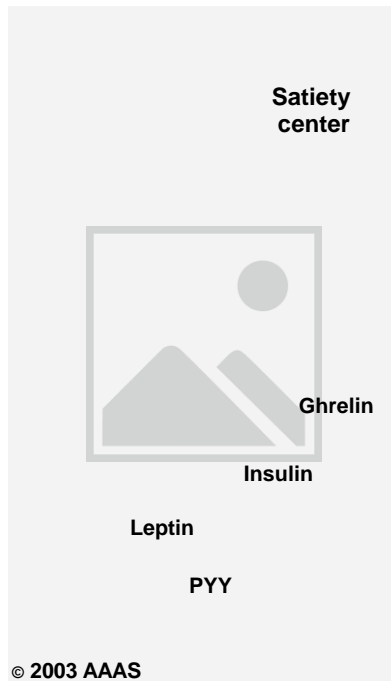 Satiety
center
Ghrelin
Insulin
Leptin
PYY
© 2003 AAAS